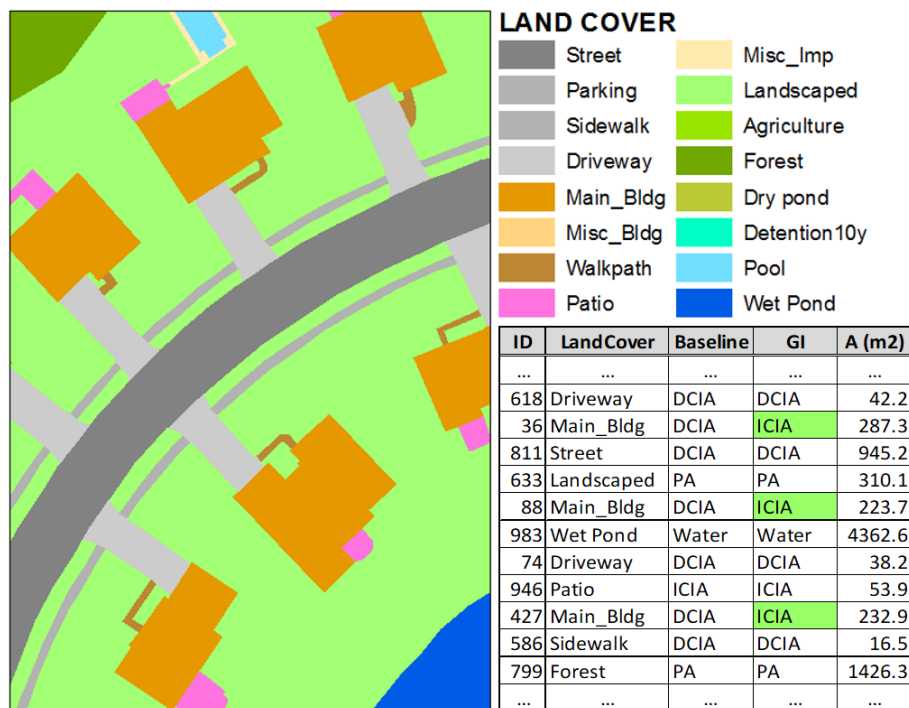 LAND COVER
Street
Parking
Sidewalk
Driveway
Main_Bldg
Misc_Bldg
Walkpath
Patio
Misc_Imp
Landscaped
Agriculture
Forest
Dry pond
Detention10y
Pool
Wet Pond
ID LandCover Baseline GI A (m2)
... ... ... ... ...
618 Driveway DCIA DCIA 42.2
36 Main_Bldg DCIA ICIA 287.3
811 Street DCIA DCIA 945.2
633 Landscaped PA PA 310.1
88 Main_Bldg DCIA ICIA 223.7
983 Wet Pond Water Water 4362.6
74 Driveway DCIA DCIA 38.2
946 Patio ICIA ICIA 53.9
427 Main_Bldg DCIA ICIA 232.9
586 Sidewalk DCIA DCIA 16.5
799 Forest PA PA 1426.3
... ... ... ... ...